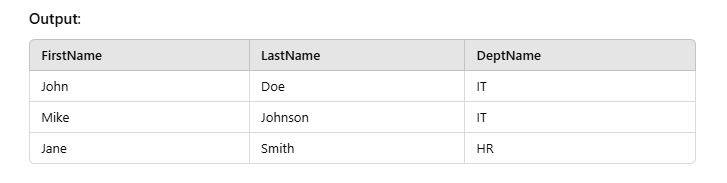 Output:
FirstName LastName DeptName
John Doe IT
Mike Johnson IT
Jane Smith HR